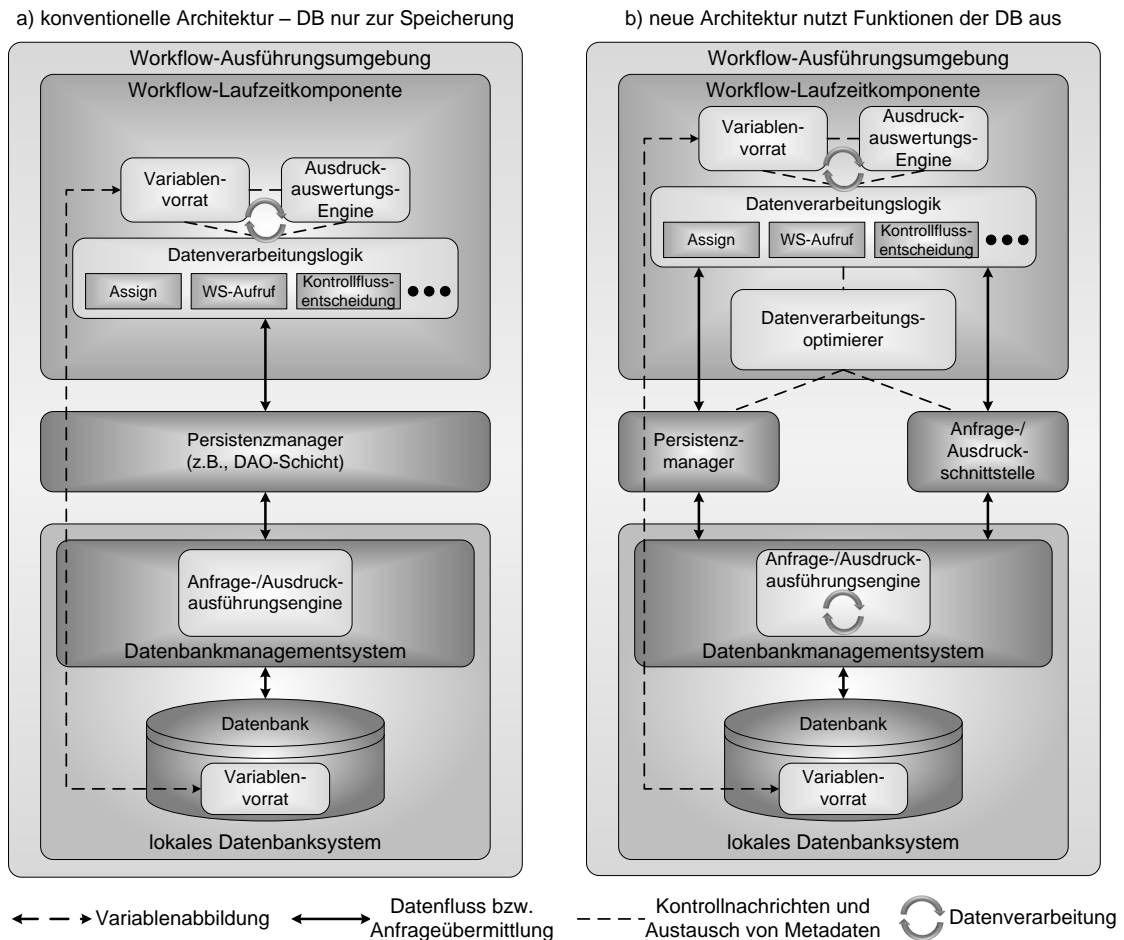 a) konventionelle Architektur – DB nur zur Speicherung
Workflow-Ausführungsumgebung
Workflow-Laufzeitkomponente
Variablen-
vorrat
Ausdruck-
auswertungs-
Engine
Datenverarbeitungslogik
Assign
WS-Aufruf
Kontrollfluss-
entscheidung
Persistenzmanager
(z.B., DAO-Schicht)
Anfrage-/Ausdruck-
ausführungsengine
Datenbankmanagementsystem
Datenbank
Variablen-
vorrat
lokales Datenbanksystem
b) neue Architektur nutzt Funktionen der DB aus
Workflow-Ausführungsumgebung
Workflow-Laufzeitkomponente
Variablen-
vorrat
Ausdruck-
auswertungs-
Engine
Datenverarbeitungslogik
Assign
WS-Aufruf
Kontrollfluss-
entscheidung
Datenverarbeitungs-
optimierer
Persistenz-
manager
Anfrage-/
Ausdruck-
schnittstelle
Anfrage-/Ausdruck-
ausführungsengine
Datenbankmanagementsystem
Datenbank
Variablen-
vorrat
lokales Datenbanksystem
Variablenabbildung
Datenfluss bzw.
Anfrageübermittlung
Kontrollnachrichten und
Austausch von Metadaten
Datenverarbeitung